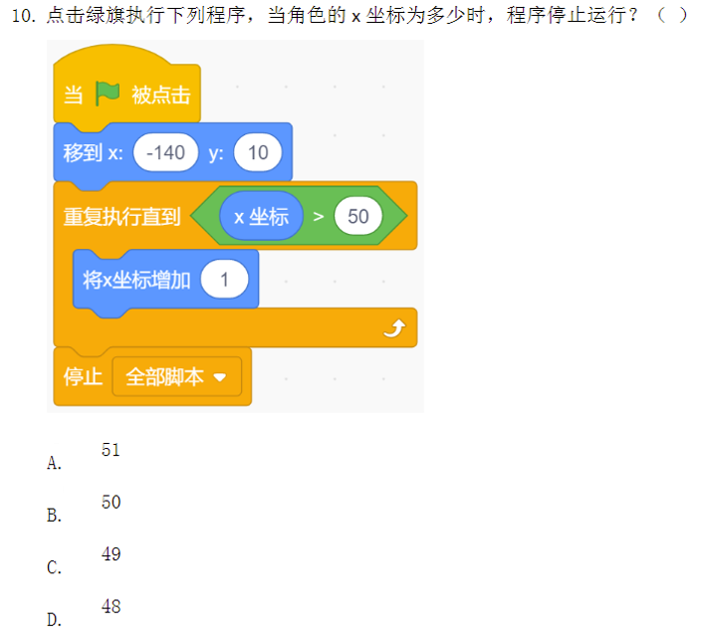 10. 点击绿旗执行下列程序，当角色的 x 坐标为多少时，程序停止运行？（ ）
当 被点击
移到 x: -140 y: 10
重复执行直到 x 坐标 > 50
将x坐标增加 1
停止 全部脚本
A. 51
B. 50
C. 49
D. 48